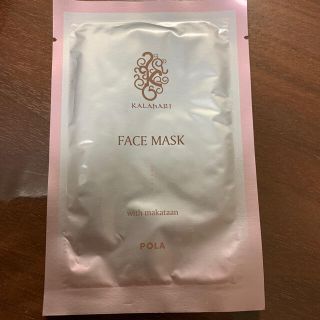 KALAHARI
FACE MASK
with makataan
POLA